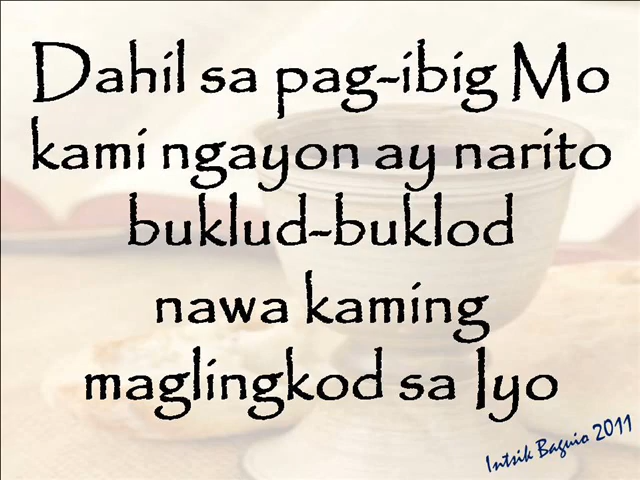 Dahil sa pag-ibig Mo
kami ngayon ay narito
buklud-buklod
nawa kaming
maglingkod sa Iyo
Intsik Baguio 2011